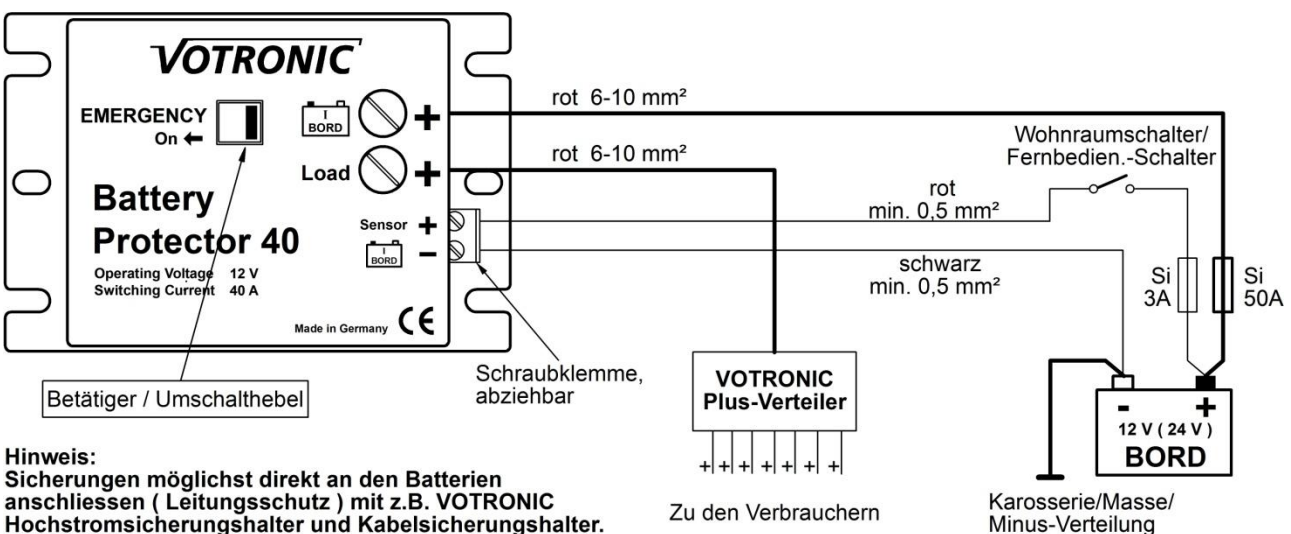 VOTRONIC
EMERGENCY
On ←
I
BORD
+
Load
+
Battery
Protector 40
Operating Voltage 12 V
Switching Current 40 A
Sensor +
I
BORD
−
Made in Germany CE
Betätiger / Umschalthebel
Schraubklemme,
abziehbar
rot 6-10 mm²
rot 6-10 mm²
Wohnraumschalter/
Fernbedien.-Schalter
rot
min. 0,5 mm²
schwarz
min. 0,5 mm²
Si
3A
Si
50A
VOTRONIC
Plus-Verteiler
+ + + + + + +
Zu den Verbrauchern
- +
12 V ( 24 V )
BORD
Karosserie/Masse/
Minus-Verteilung
Hinweis:
Sicherungen möglichst direkt an den Batterien
anschliessen ( Leitungsschutz ) mit z.B. VOTRONIC
Hochstromsicherungshalter und Kabelsicherungshalter.